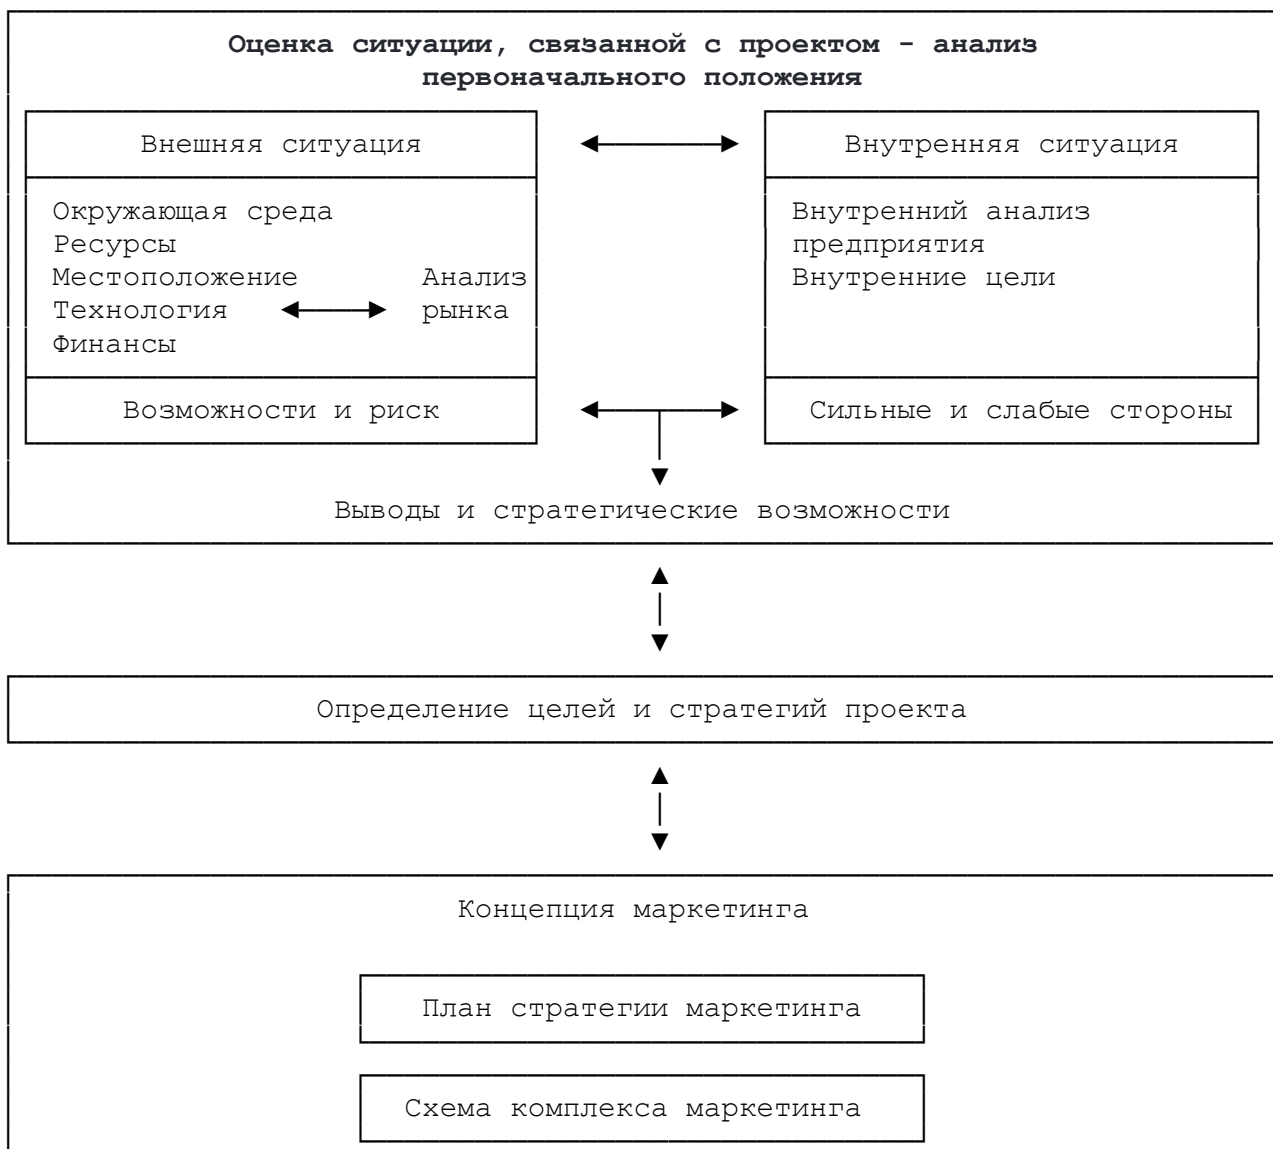 Оценка ситуации, связанной с проектом - анализ
первоначального положения
Внешняя ситуация
Внутренняя ситуация
Окружающая среда
Ресурсы
Местоположение
Технология
Финансы
Анализ
рынка
Внутренний анализ
предприятия
Внутренние цели
Возможности и риск
Сильные и слабые стороны
Выводы и стратегические возможности
Определение целей и стратегий проекта
Концепция маркетинга
План стратегии маркетинга
Схема комплекса маркетинга